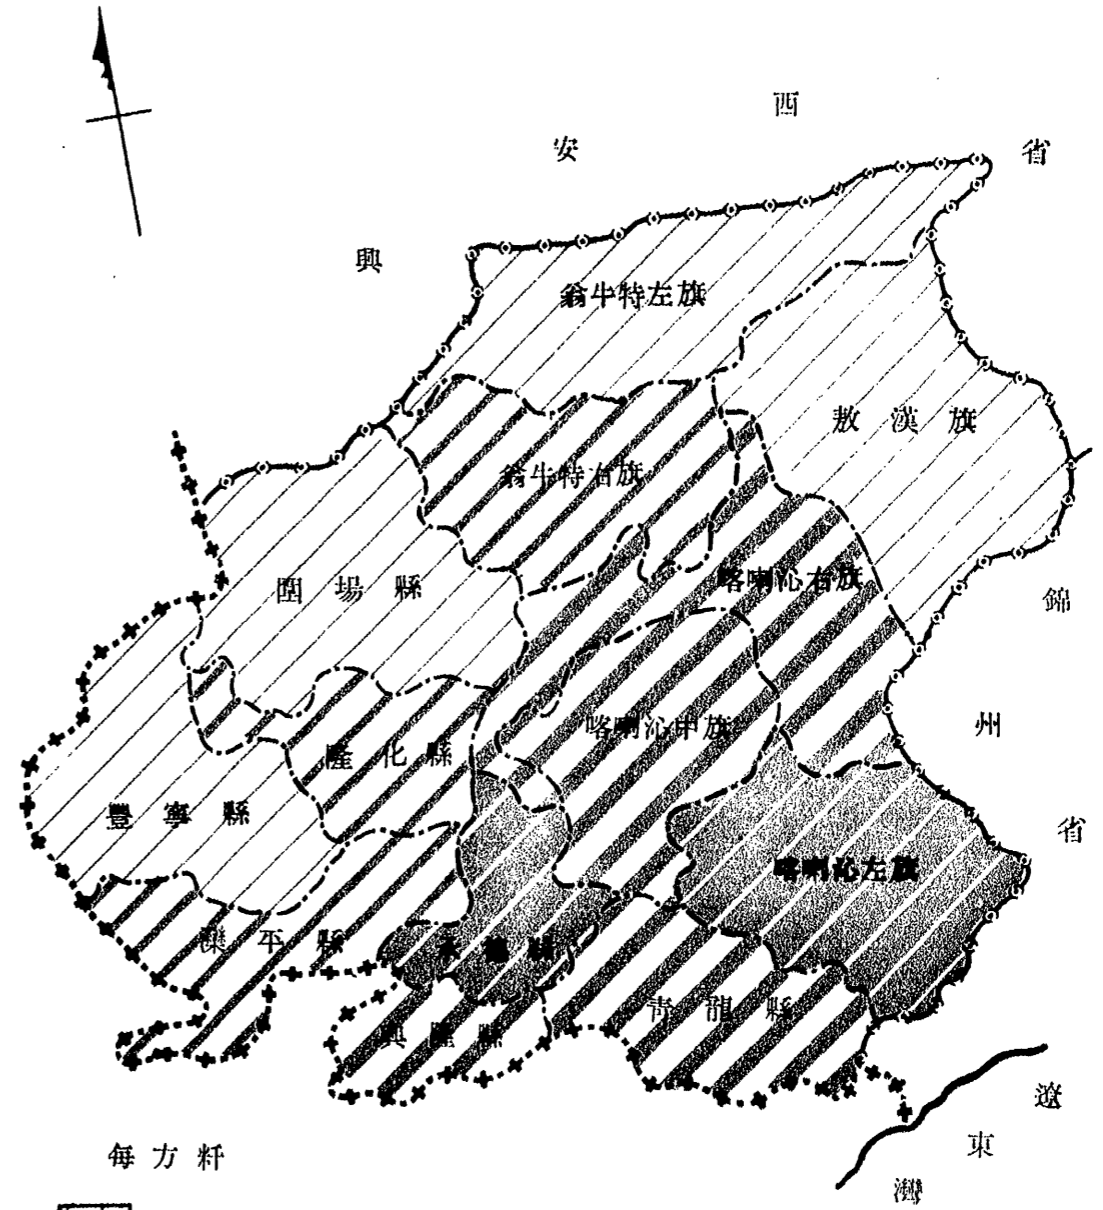 興安西省
翁牛特左旗
敖漢旗
翁牛特右旗
喀喇沁右旗
圍場縣
錦州省
喀喇沁中旗
隆化縣
豐寧縣
喀喇沁左旗
灤平縣
承德縣
青龍縣
興隆縣
遼東灣
每方粁